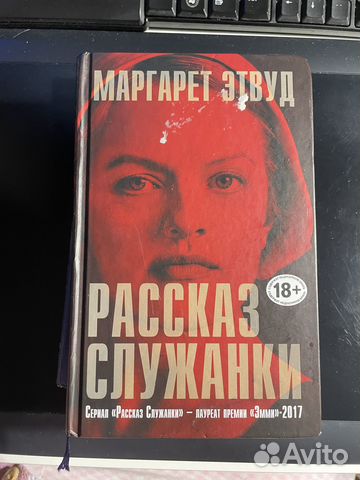 МАРГАРЕТ ЭТВУД
18+
РАССКАЗ
СЛУЖАНКИ
СЕРИАЛ «РАССКАЗ СЛУЖАНКИ» – ЛАУРЕАТ ПРЕМИИ «ЭММИ»-2017
Avito